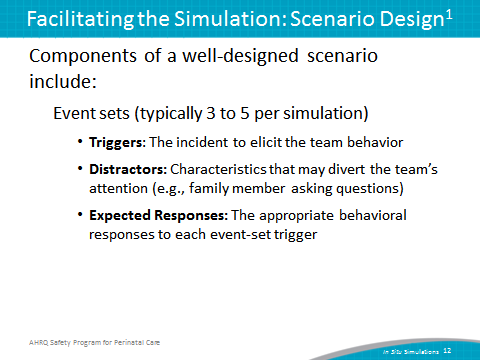 Facilitating the Simulation: Scenario Design1
Components of a well-designed scenario
include:
Event sets (typically 3 to 5 per simulation)
• Triggers: The incident to elicit the team behavior
• Distractors: Characteristics that may divert the team's
attention (e.g., family member asking questions)
• Expected Responses: The appropriate behavioral
responses to each event-set trigger
AHRQ Safety Program for Perinatal Care
In Situ Simulations 12